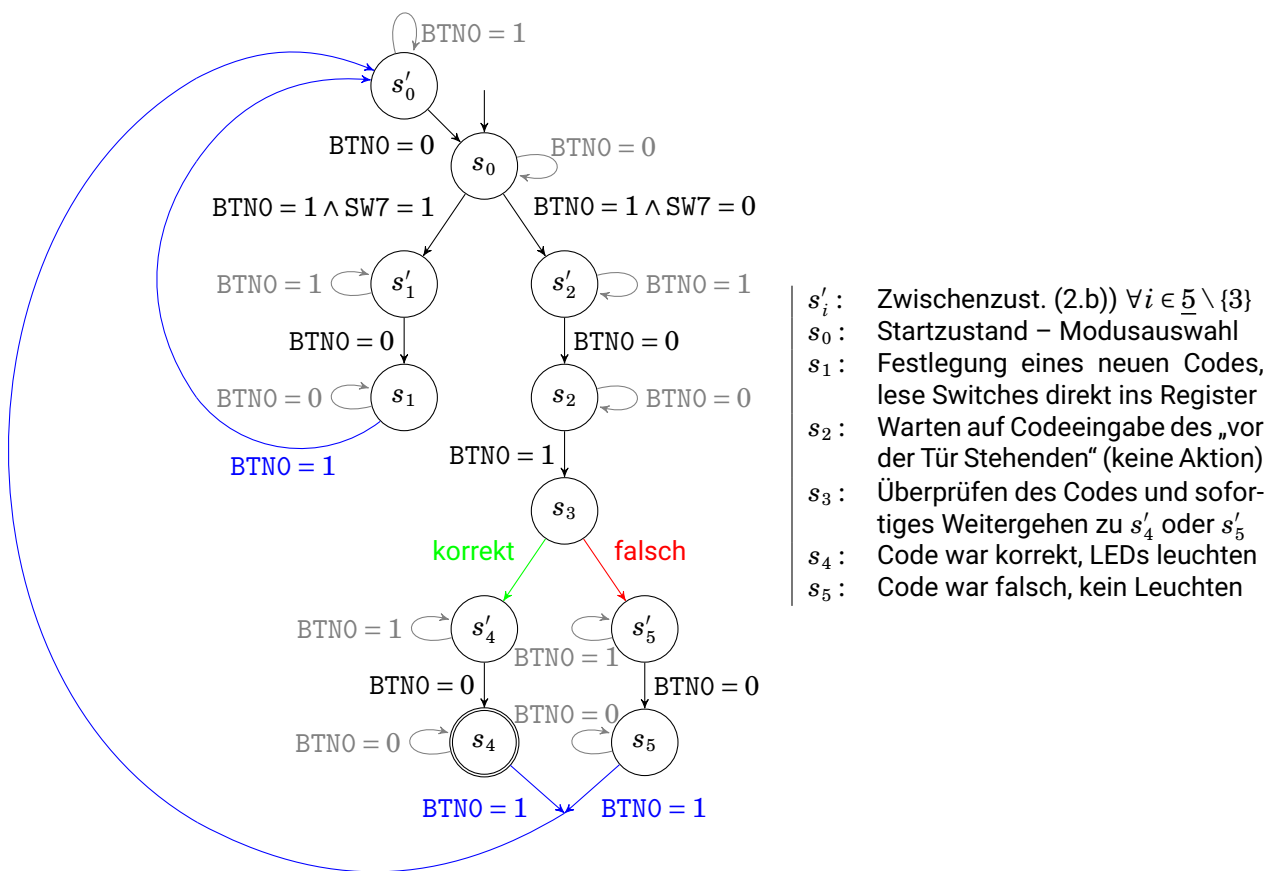 BTN0 = 1
s′0
BTN0 = 0
s0
BTN0 = 0
BTN0 = 1 ∧ SW7 = 1
BTN0 = 1 ∧ SW7 = 0
BTN0 = 1
s′1
s′2
BTN0 = 1
BTN0 = 0
BTN0 = 0
BTN0 = 0
s1
s2
BTN0 = 0
BTN0 = 1
BTN0 = 1
s3
korrekt
falsch
BTN0 = 1
s′4
BTN0 = 1
s′5
BTN0 = 0
BTN0 = 0
BTN0 = 0
s4
BTN0 = 0
s5
BTN0 = 1
BTN0 = 1
s′i : Zwischenzust. (2.b)) ∀i ∈ 5 \ {3}
s0 : Startzustand – Modusauswahl
s1 : Festlegung eines neuen Codes,
lese Switches direkt ins Register
s2 : Warten auf Codeeingabe des „vor
der Tür Stehenden“ (keine Aktion)
s3 : Überprüfen des Codes und sofor-
tiges Weitergehen zu s′4 oder s′5
s4 : Code war korrekt, LEDs leuchten
s5 : Code war falsch, kein Leuchten